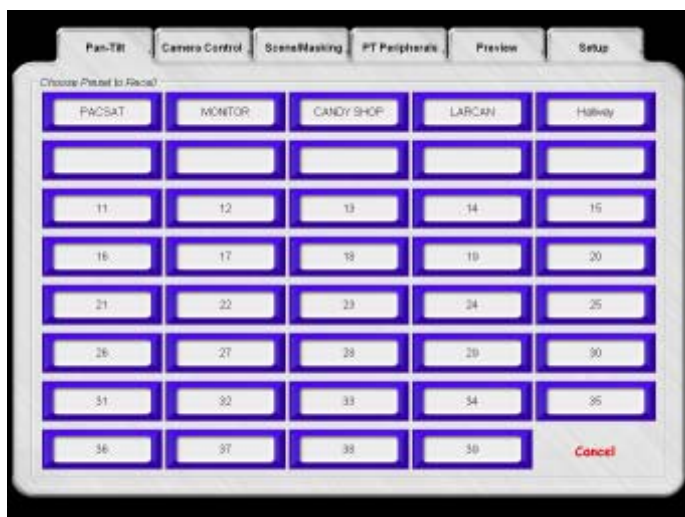 Pan-Tilt Camera Control Scene/Masking PT Peripherals Preview Setup
Choose Preset to Recall
PACSAT MONITOR CANDY SHOP LARCAN Hallway
11 12 13 14 15
16 17 18 19 20
21 22 23 24 25
26 27 28 29 30
31 32 33 34 35
36 37 38 39 Cancel